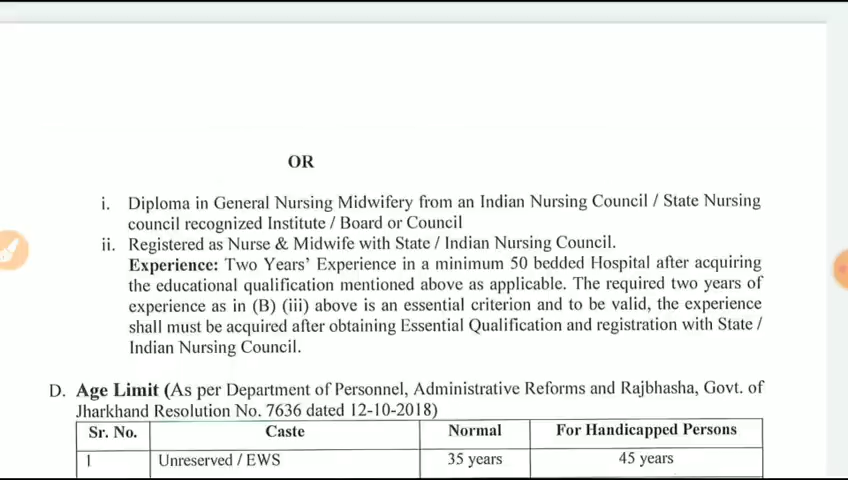 OR
i. Diploma in General Nursing Midwifery from an Indian Nursing Council / State Nursing
council recognized Institute / Board or Council
ii. Registered as Nurse & Midwife with State / Indian Nursing Council.
Experience: Two Years' Experience in a minimum 50 bedded Hospital after acquiring
the educational qualification mentioned above as applicable. The required two years of
experience as in (B) (iii) above is an essential criterion and to be valid, the experience
shall must be acquired after obtaining Essential Qualification and registration with State /
Indian Nursing Council.
D. Age Limit (As per Department of Personnel, Administrative Reforms and Rajbhasha, Govt. of
Jharkhand Resolution No. 7636 dated 12-10-2018)
Sr. No. Caste Normal For Handicapped Persons
1 Unreserved / EWS 35 years 45 years